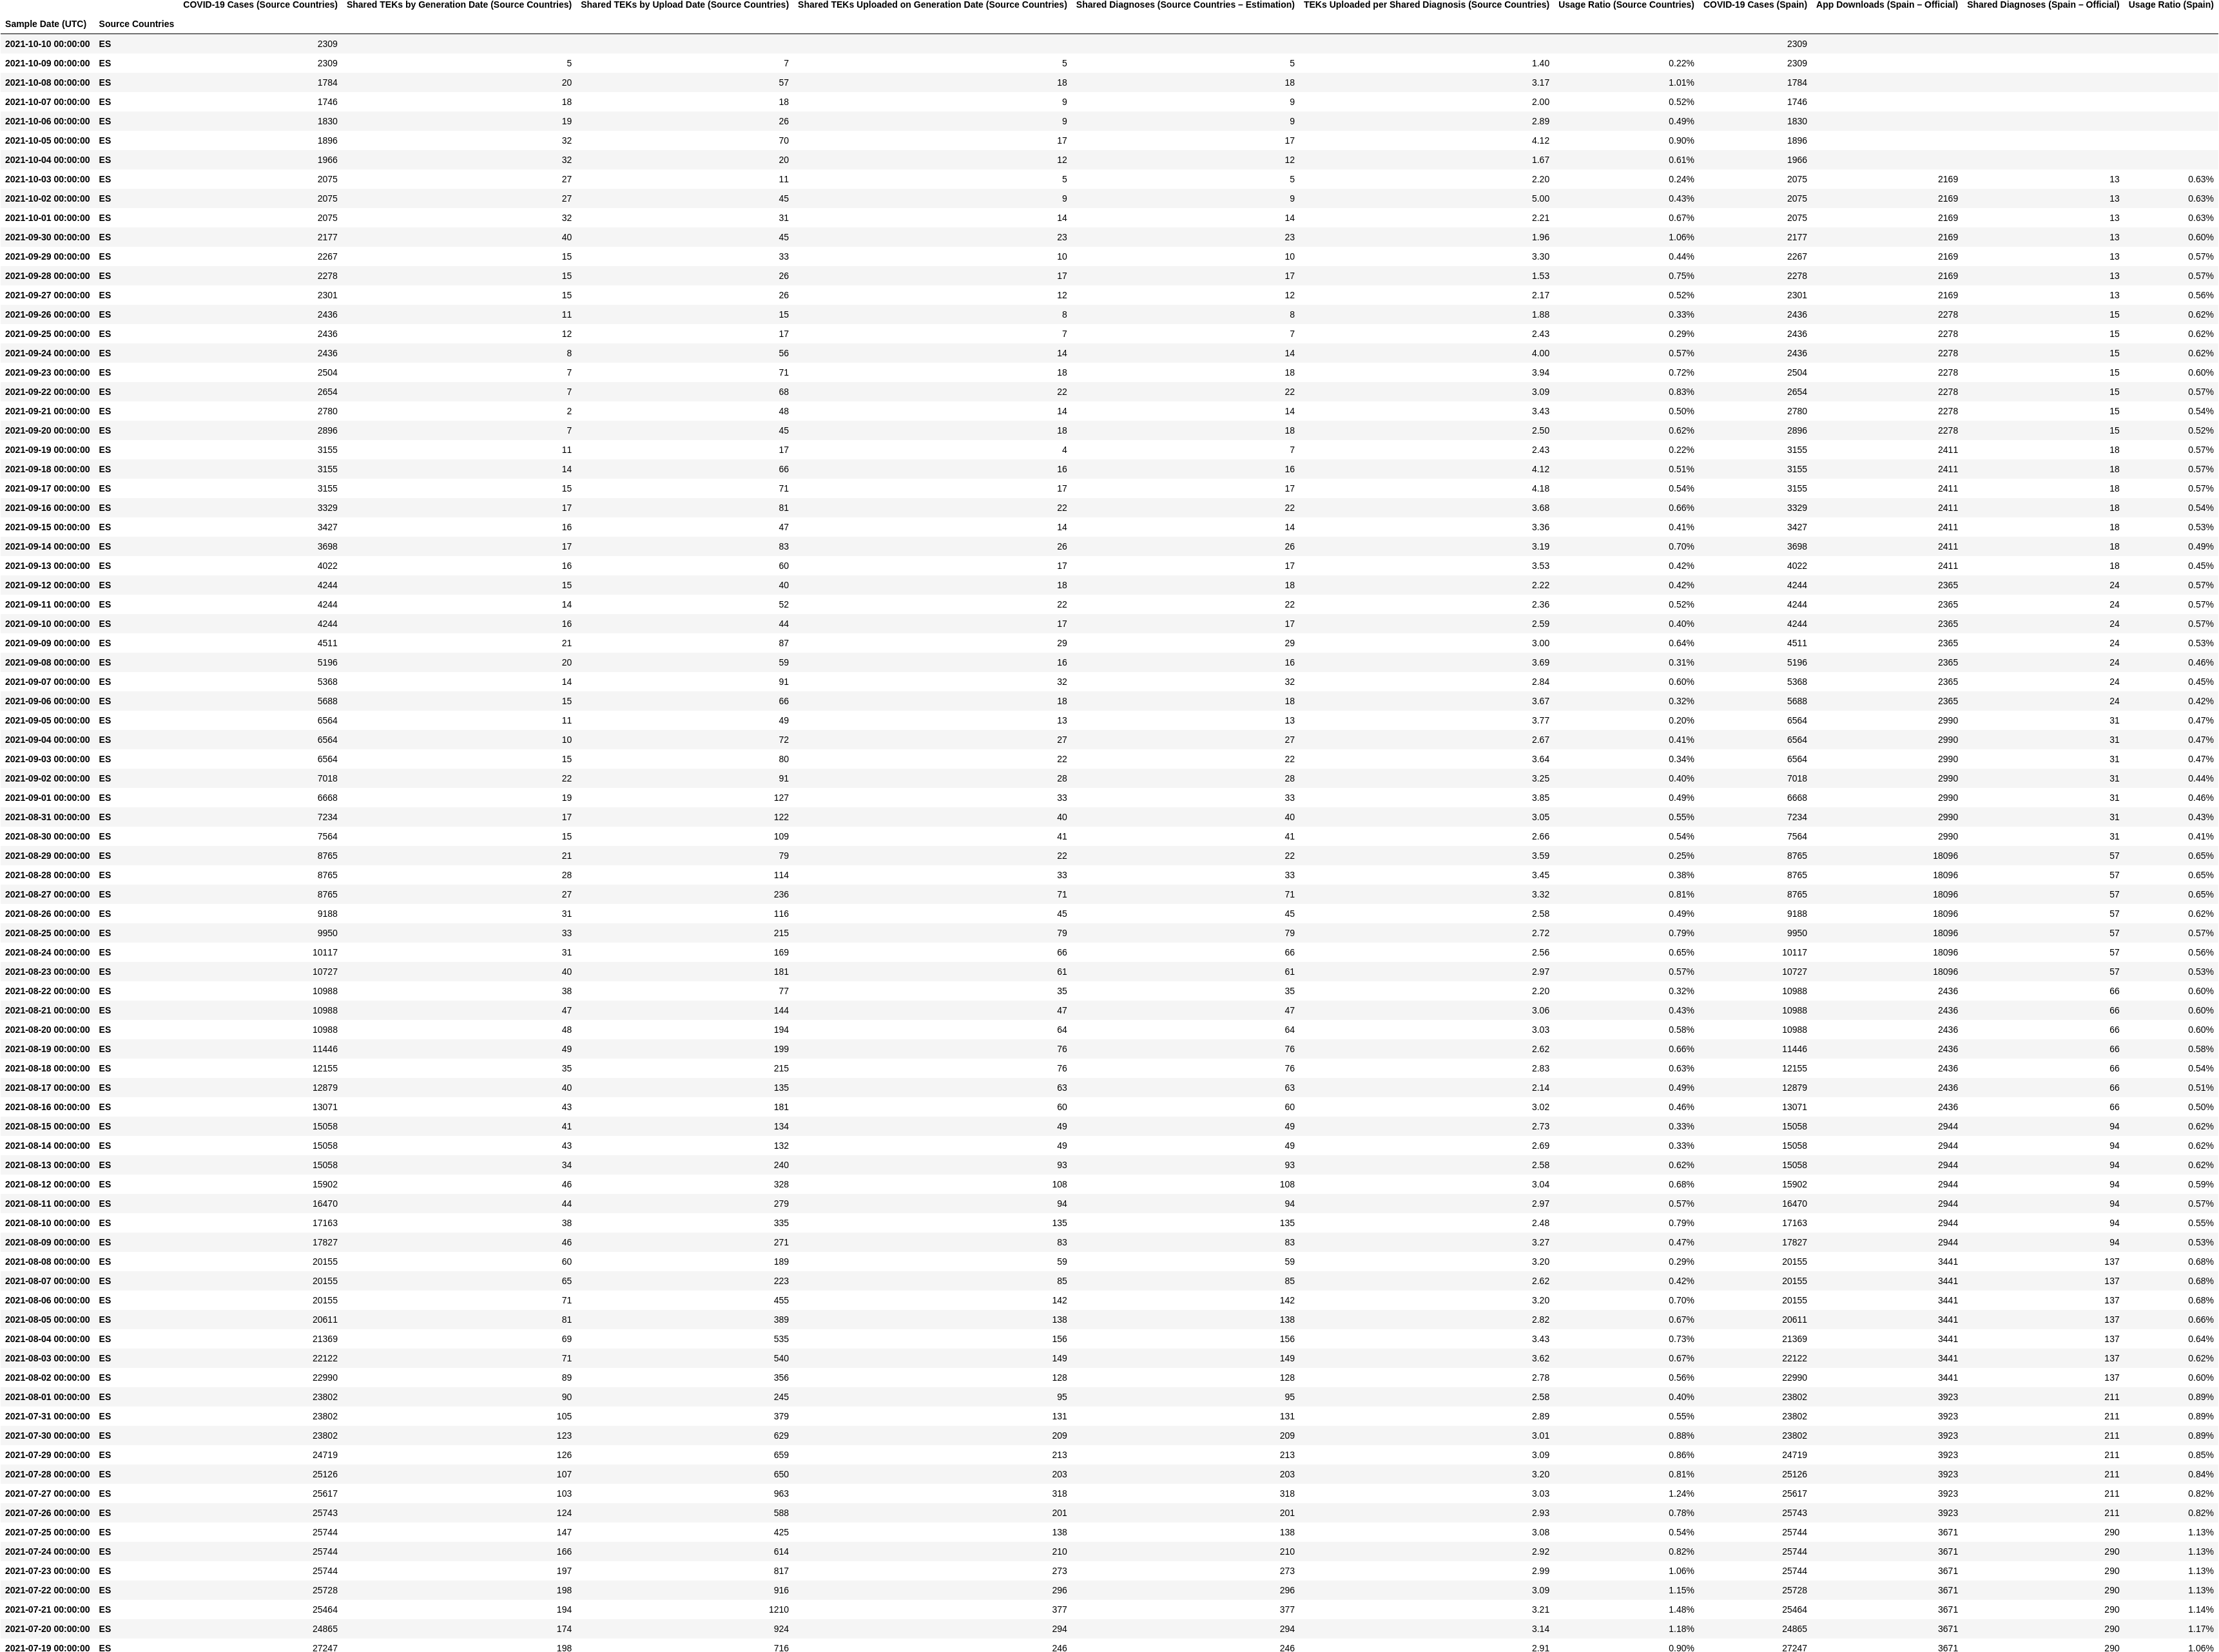 COVID-19 Cases (Source Countries) Shared TEKs by Generation Date (Source Countries) Shared TEKs by Upload Date (Source Countries) Shared TEKs Uploaded on Generation Date (Source Countries) Shared Diagnoses (Source Countries – Estimation) TEKs Uploaded per Shared Diagnosis (Source Countries) Usage Ratio (Source Countries) COVID-19 Cases (Spain) App Downloads (Spain – Official) Shared Diagnoses (Spain – Official) Usage Ratio (Spain)
Sample Date (UTC) Source Countries
2021-10-10 00:00:00 ES 2309 2309
2021-10-09 00:00:00 ES 2309 5 7 5 5 1.40 0.22% 2309
2021-10-08 00:00:00 ES 1784 20 57 18 18 3.17 1.01% 1784
2021-10-07 00:00:00 ES 1746 18 18 9 9 2.00 0.52% 1746
2021-10-06 00:00:00 ES 1830 19 26 9 9 2.89 0.49% 1830
2021-10-05 00:00:00 ES 1896 32 70 17 17 4.12 0.90% 1896
2021-10-04 00:00:00 ES 1966 32 20 12 12 1.67 0.61% 1966
2021-10-03 00:00:00 ES 2075 27 11 5 5 2.20 0.24% 2075 2169 13 0.63%
2021-10-02 00:00:00 ES 2075 27 45 9 9 5.00 0.43% 2075 2169 13 0.63%
2021-10-01 00:00:00 ES 2075 32 31 14 14 2.21 0.67% 2075 2169 13 0.63%
2021-09-30 00:00:00 ES 2177 40 45 23 23 1.96 1.06% 2177 2169 13 0.60%
2021-09-29 00:00:00 ES 2267 15 33 10 10 3.30 0.44% 2267 2169 13 0.57%
2021-09-28 00:00:00 ES 2278 15 26 17 17 1.53 0.75% 2278 2169 13 0.57%
2021-09-27 00:00:00 ES 2301 15 26 12 12 2.17 0.52% 2301 2169 13 0.56%
2021-09-26 00:00:00 ES 2436 11 15 8 8 1.88 0.33% 2436 2278 15 0.62%
2021-09-25 00:00:00 ES 2436 12 17 7 7 2.43 0.29% 2436 2278 15 0.62%
2021-09-24 00:00:00 ES 2436 8 56 14 14 4.00 0.57% 2436 2278 15 0.62%
2021-09-23 00:00:00 ES 2504 7 71 18 18 3.94 0.72% 2504 2278 15 0.60%
2021-09-22 00:00:00 ES 2654 7 68 22 22 3.09 0.83% 2654 2278 15 0.57%
2021-09-21 00:00:00 ES 2780 2 48 14 14 3.43 0.50% 2780 2278 15 0.54%
2021-09-20 00:00:00 ES 2896 7 45 18 18 2.50 0.62% 2896 2278 15 0.52%
2021-09-19 00:00:00 ES 3155 11 17 4 7 2.43 0.22% 3155 2411 18 0.57%
2021-09-18 00:00:00 ES 3155 14 66 16 16 4.12 0.51% 3155 2411 18 0.57%
2021-09-17 00:00:00 ES 3155 15 71 17 17 4.18 0.54% 3155 2411 18 0.57%
2021-09-16 00:00:00 ES 3329 17 81 22 22 3.68 0.66% 3329 2411 18 0.54%
2021-09-15 00:00:00 ES 3427 16 47 14 14 3.36 0.41% 3427 2411 18 0.53%
2021-09-14 00:00:00 ES 3698 17 83 26 26 3.19 0.70% 3698 2411 18 0.49%
2021-09-13 00:00:00 ES 4022 16 60 17 17 3.53 0.42% 4022 2411 18 0.45%
2021-09-12 00:00:00 ES 4244 15 40 18 18 2.22 0.42% 4244 2365 24 0.57%
2021-09-11 00:00:00 ES 4244 14 52 22 22 2.36 0.52% 4244 2365 24 0.57%
2021-09-10 00:00:00 ES 4244 16 44 17 17 2.59 0.40% 4244 2365 24 0.57%
2021-09-09 00:00:00 ES 4511 21 87 29 29 3.00 0.64% 4511 2365 24 0.53%
2021-09-08 00:00:00 ES 5196 20 59 16 16 3.69 0.31% 5196 2365 24 0.46%
2021-09-07 00:00:00 ES 5368 14 91 32 32 2.84 0.60% 5368 2365 24 0.45%
2021-09-06 00:00:00 ES 5688 15 66 18 18 3.67 0.32% 5688 2365 24 0.42%
2021-09-05 00:00:00 ES 6564 11 49 13 13 3.77 0.20% 6564 2990 31 0.47%
2021-09-04 00:00:00 ES 6564 10 72 27 27 2.67 0.41% 6564 2990 31 0.47%
2021-09-03 00:00:00 ES 6564 15 80 22 22 3.64 0.34% 6564 2990 31 0.47%
2021-09-02 00:00:00 ES 7018 22 91 28 28 3.25 0.40% 7018 2990 31 0.44%
2021-09-01 00:00:00 ES 6668 19 127 33 33 3.85 0.49% 6668 2990 31 0.46%
2021-08-31 00:00:00 ES 7234 17 122 40 40 3.05 0.55% 7234 2990 31 0.43%
2021-08-30 00:00:00 ES 7564 15 109 41 41 2.66 0.54% 7564 2990 31 0.41%
2021-08-29 00:00:00 ES 8765 21 79 22 22 3.59 0.25% 8765 18096 57 0.65%
2021-08-28 00:00:00 ES 8765 28 114 33 33 3.45 0.38% 8765 18096 57 0.65%
2021-08-27 00:00:00 ES 8765 27 236 71 71 3.32 0.81% 8765 18096 57 0.65%
2021-08-26 00:00:00 ES 9188 31 116 45 45 2.58 0.49% 9188 18096 57 0.62%
2021-08-25 00:00:00 ES 9950 33 215 79 79 2.72 0.79% 9950 18096 57 0.57%
2021-08-24 00:00:00 ES 10117 31 169 66 66 2.56 0.65% 10117 18096 57 0.56%
2021-08-23 00:00:00 ES 10727 40 181 61 61 2.97 0.57% 10727 18096 57 0.53%
2021-08-22 00:00:00 ES 10988 38 77 35 35 2.20 0.32% 10988 2436 66 0.60%
2021-08-21 00:00:00 ES 10988 47 144 47 47 3.06 0.43% 10988 2436 66 0.60%
2021-08-20 00:00:00 ES 10988 48 194 64 64 3.03 0.58% 10988 2436 66 0.60%
2021-08-19 00:00:00 ES 11446 49 199 76 76 2.62 0.66% 11446 2436 66 0.58%
2021-08-18 00:00:00 ES 12155 35 215 76 76 2.83 0.63% 12155 2436 66 0.54%
2021-08-17 00:00:00 ES 12879 40 135 63 63 2.14 0.49% 12879 2436 66 0.51%
2021-08-16 00:00:00 ES 13071 43 181 60 60 3.02 0.46% 13071 2436 66 0.50%
2021-08-15 00:00:00 ES 15058 41 134 49 49 2.73 0.33% 15058 2944 94 0.62%
2021-08-14 00:00:00 ES 15058 43 132 49 49 2.69 0.33% 15058 2944 94 0.62%
2021-08-13 00:00:00 ES 15058 34 240 93 93 2.58 0.62% 15058 2944 94 0.62%
2021-08-12 00:00:00 ES 15902 46 328 108 108 3.04 0.68% 15902 2944 94 0.59%
2021-08-11 00:00:00 ES 16470 44 279 94 94 2.97 0.57% 16470 2944 94 0.57%
2021-08-10 00:00:00 ES 17163 38 335 135 135 2.48 0.79% 17163 2944 94 0.55%
2021-08-09 00:00:00 ES 17827 46 271 83 83 3.27 0.47% 17827 2944 94 0.53%
2021-08-08 00:00:00 ES 20155 60 189 59 59 3.20 0.29% 20155 3441 137 0.68%
2021-08-07 00:00:00 ES 20155 65 223 85 85 2.62 0.42% 20155 3441 137 0.68%
2021-08-06 00:00:00 ES 20155 71 455 142 142 3.20 0.70% 20155 3441 137 0.68%
2021-08-05 00:00:00 ES 20611 81 389 138 138 2.82 0.67% 20611 3441 137 0.66%
2021-08-04 00:00:00 ES 21369 69 535 156 156 3.43 0.73% 21369 3441 137 0.64%
2021-08-03 00:00:00 ES 22122 71 540 149 149 3.62 0.67% 22122 3441 137 0.62%
2021-08-02 00:00:00 ES 22990 89 356 128 128 2.78 0.56% 22990 3441 137 0.60%
2021-08-01 00:00:00 ES 23802 90 245 95 95 2.58 0.40% 23802 3923 211 0.89%
2021-07-31 00:00:00 ES 23802 105 379 131 131 2.89 0.55% 23802 3923 211 0.89%
2021-07-30 00:00:00 ES 23802 123 629 209 209 3.01 0.88% 23802 3923 211 0.89%
2021-07-29 00:00:00 ES 24719 126 659 213 213 3.09 0.86% 24719 3923 211 0.85%
2021-07-28 00:00:00 ES 25126 107 650 203 203 3.20 0.81% 25126 3923 211 0.84%
2021-07-27 00:00:00 ES 25617 103 963 318 318 3.03 1.24% 25617 3923 211 0.82%
2021-07-26 00:00:00 ES 25743 124 588 201 201 2.93 0.78% 25743 3923 211 0.82%
2021-07-25 00:00:00 ES 25744 147 425 138 138 3.08 0.54% 25744 3671 290 1.13%
2021-07-24 00:00:00 ES 25744 166 614 210 210 2.92 0.82% 25744 3671 290 1.13%
2021-07-23 00:00:00 ES 25744 197 817 273 273 2.99 1.06% 25744 3671 290 1.13%
2021-07-22 00:00:00 ES 25728 198 916 296 296 3.09 1.15% 25728 3671 290 1.13%
2021-07-21 00:00:00 ES 25464 194 1210 377 377 3.21 1.48% 25464 3671 290 1.14%
2021-07-20 00:00:00 ES 24865 174 924 294 294 3.14 1.18% 24865 3671 290 1.17%
2021-07-19 00:00:00 ES 27247 198 716 246 246 2.91 0.90% 27247 3671 290 1.06%